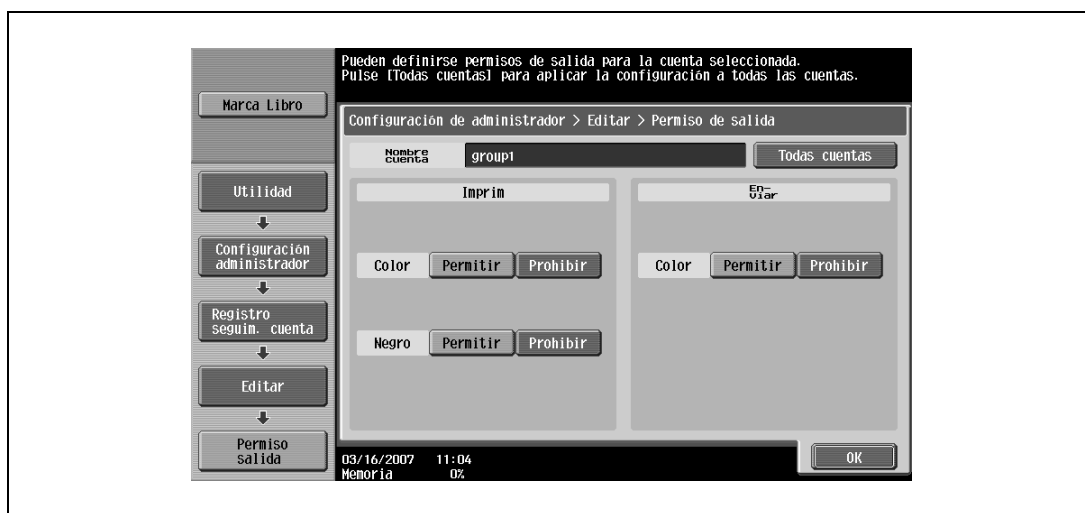 Pueden definirse permisos de salida para la cuenta seleccionada.
Pulse [Todas cuentas] para aplicar la configuración a todas las cuentas.
Marca Libro
Configuración de administrador > Editar > Permiso de salida
Nombre
cuenta
group1
Todas cuentas
Utilidad
Imprim
En-
viar
Configuración
administrador
Color
Permitir
Prohibir
Color
Permitir
Prohibir
Registro
seguim. cuenta
Negro
Permitir
Prohibir
Editar
Permiso
salida
03/16/2007 11:04
Memoria 0%
OK